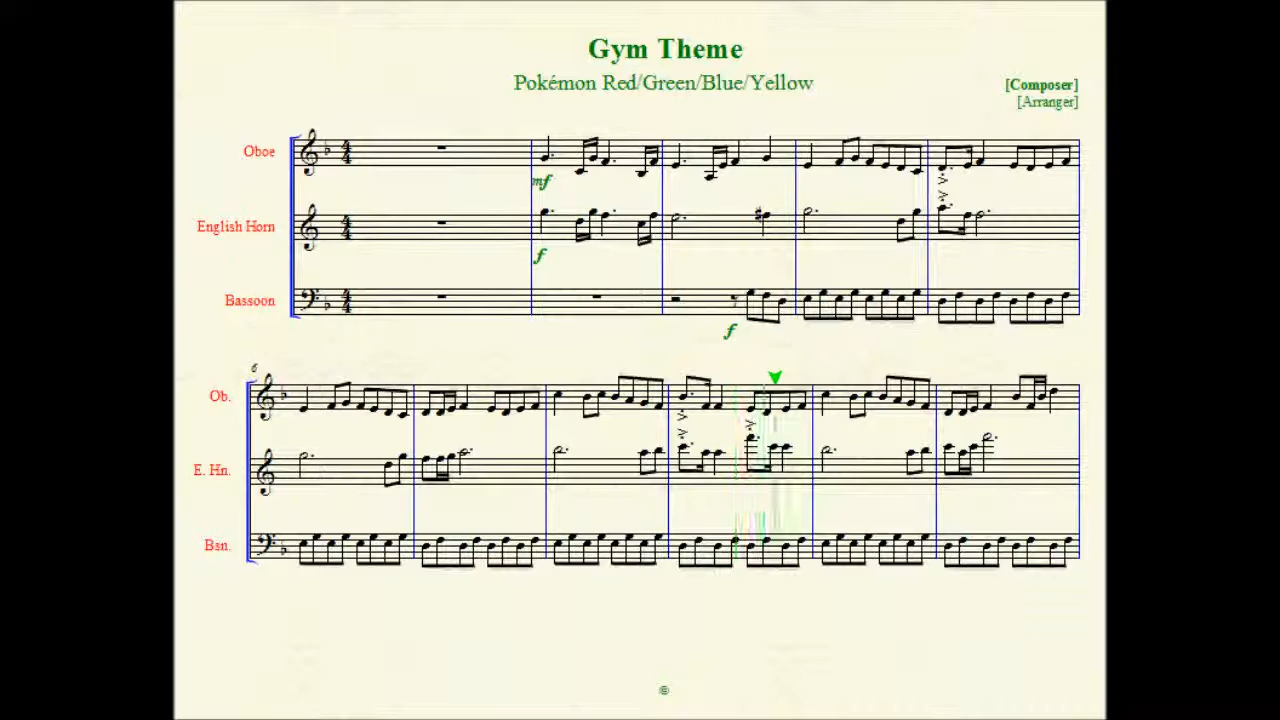 Gym Theme
Pokémon Red/Green/Blue/Yellow
[Composer]
[Arranger]
Oboe
mf
English Horn
f
Bassoon
f
6
Ob.
E. Hn.
Bsn.
©